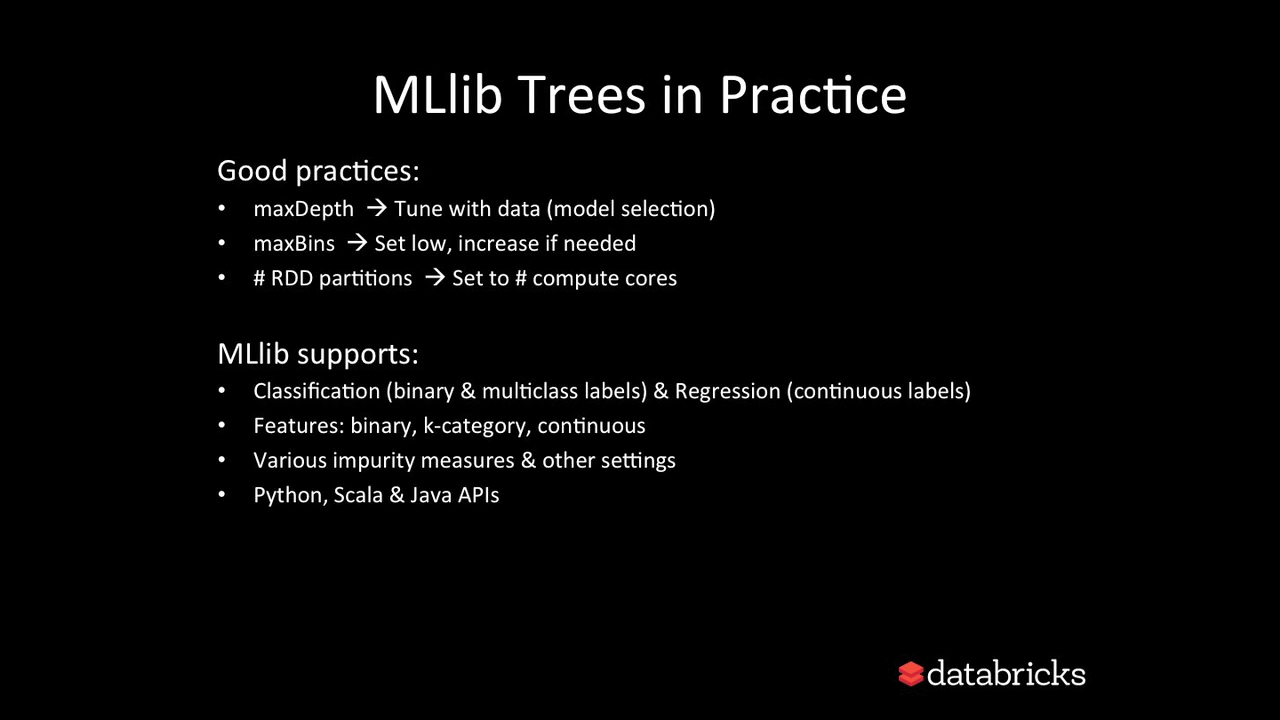 MLlib Trees in Practice
Good practices:
• maxDepth → Tune with data (model selection)
• maxBins → Set low, increase if needed
• # RDD partitions → Set to # compute cores
MLlib supports:
• Classification (binary & multiclass labels) & Regression (continuous labels)
• Features: binary, k-category, continuous
• Various impurity measures & other settings
• Python, Scala & Java APIs
databricks